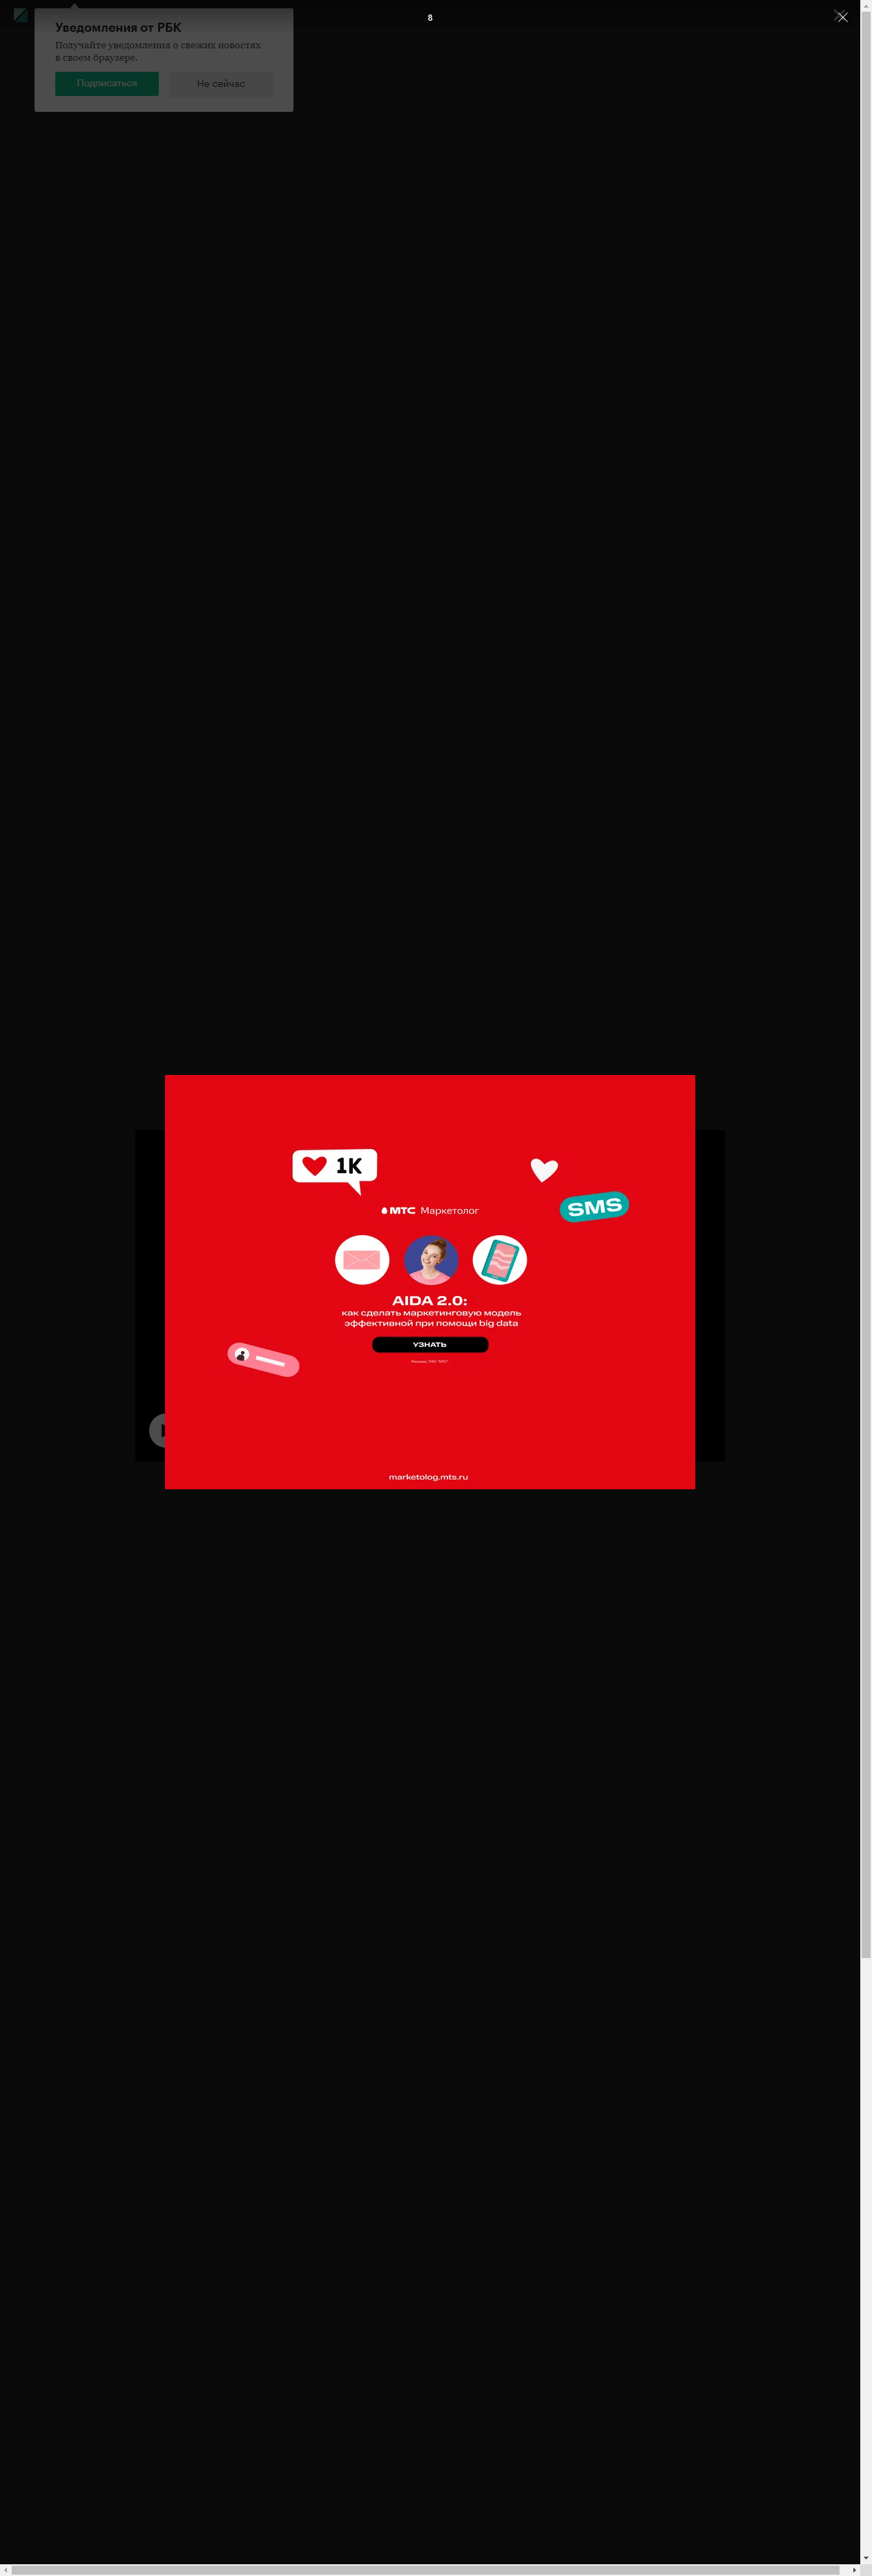 8
Уведомления от РБК
Получайте уведомления о свежих новостях
в своем браузере.
Подписаться
Не сейчас
1K
SMS
МТС Маркетолог
AIDA 2.0:
как сделать маркетинговую модель
эффективной при помощи big data
УЗНАТЬ
Реклама. ПАО "МТС"
marketolog.mts.ru